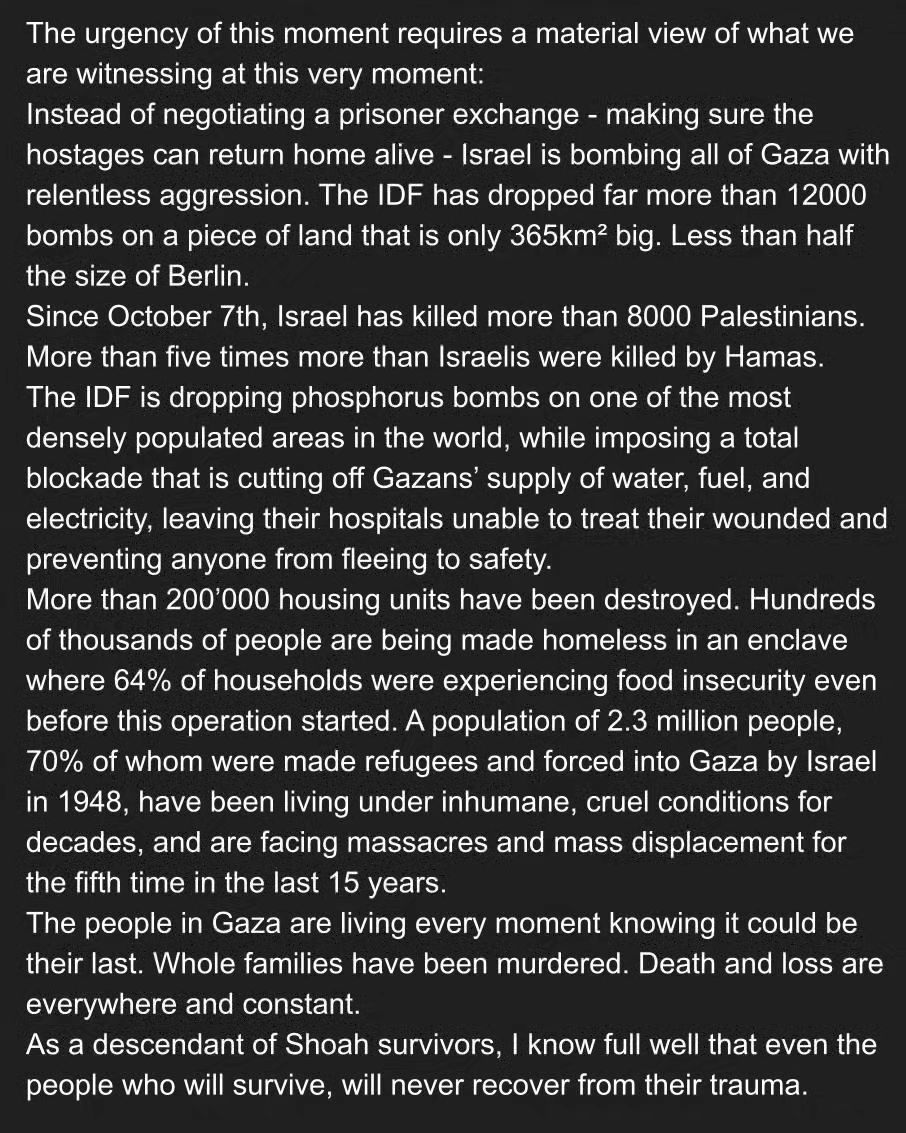 The urgency of this moment requires a material view of what we
are witnessing at this very moment:
Instead of negotiating a prisoner exchange - making sure the
hostages can return home alive - Israel is bombing all of Gaza with
relentless aggression. The IDF has dropped far more than 12000
bombs on a piece of land that is only 365km² big. Less than half
the size of Berlin.
Since October 7th, Israel has killed more than 8000 Palestinians.
More than five times more than Israelis were killed by Hamas.
The IDF is dropping phosphorus bombs on one of the most
densely populated areas in the world, while imposing a total
blockade that is cutting off Gazans’ supply of water, fuel, and
electricity, leaving their hospitals unable to treat their wounded and
preventing anyone from fleeing to safety.
More than 200’000 housing units have been destroyed. Hundreds
of thousands of people are being made homeless in an enclave
where 64% of households were experiencing food insecurity even
before this operation started. A population of 2.3 million people,
70% of whom were made refugees and forced into Gaza by Israel
in 1948, have been living under inhumane, cruel conditions for
decades, and are facing massacres and mass displacement for
the fifth time in the last 15 years.
The people in Gaza are living every moment knowing it could be
their last. Whole families have been murdered. Death and loss are
everywhere and constant.
As a descendant of Shoah survivors, I know full well that even the
people who will survive, will never recover from their trauma.